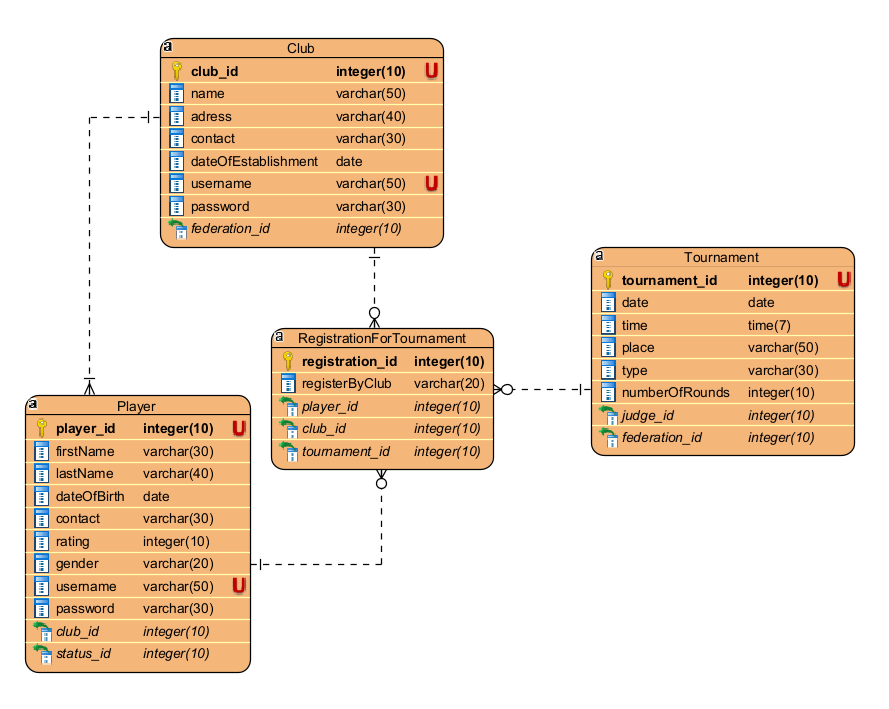 a
Club
club_id integer(10) U
name varchar(50)
adress varchar(40)
contact varchar(30)
dateOfEstablishment date
username varchar(50) U
password varchar(30)
federation_id integer(10)
a
Tournament
tournament_id integer(10) U
date date
time time(7)
place varchar(50)
type varchar(30)
numberOfRounds integer(10)
judge_id integer(10)
federation_id integer(10)
a
RegistrationForTournament
registration_id integer(10)
registerByClub varchar(20)
player_id integer(10)
club_id integer(10)
tournament_id integer(10)
a
Player
player_id integer(10) U
firstName varchar(30)
lastName varchar(40)
dateOfBirth date
contact varchar(30)
rating integer(10)
gender varchar(20)
username varchar(50) U
password varchar(30)
club_id integer(10)
status_id integer(10)